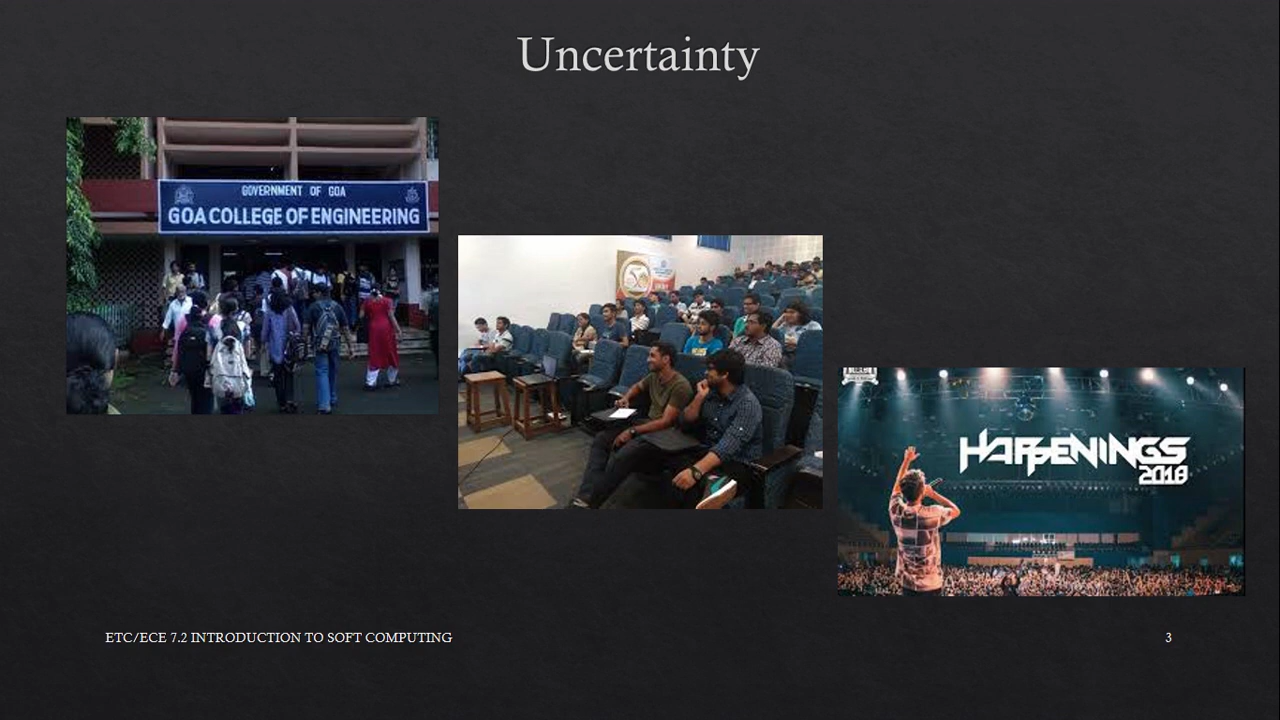 Uncertainty
GOVERNMENT OF GOA
GOA COLLEGE OF ENGINEERING
HAPPENINGS
2018
ETC/ECE 7.2 INTRODUCTION TO SOFT COMPUTING
3